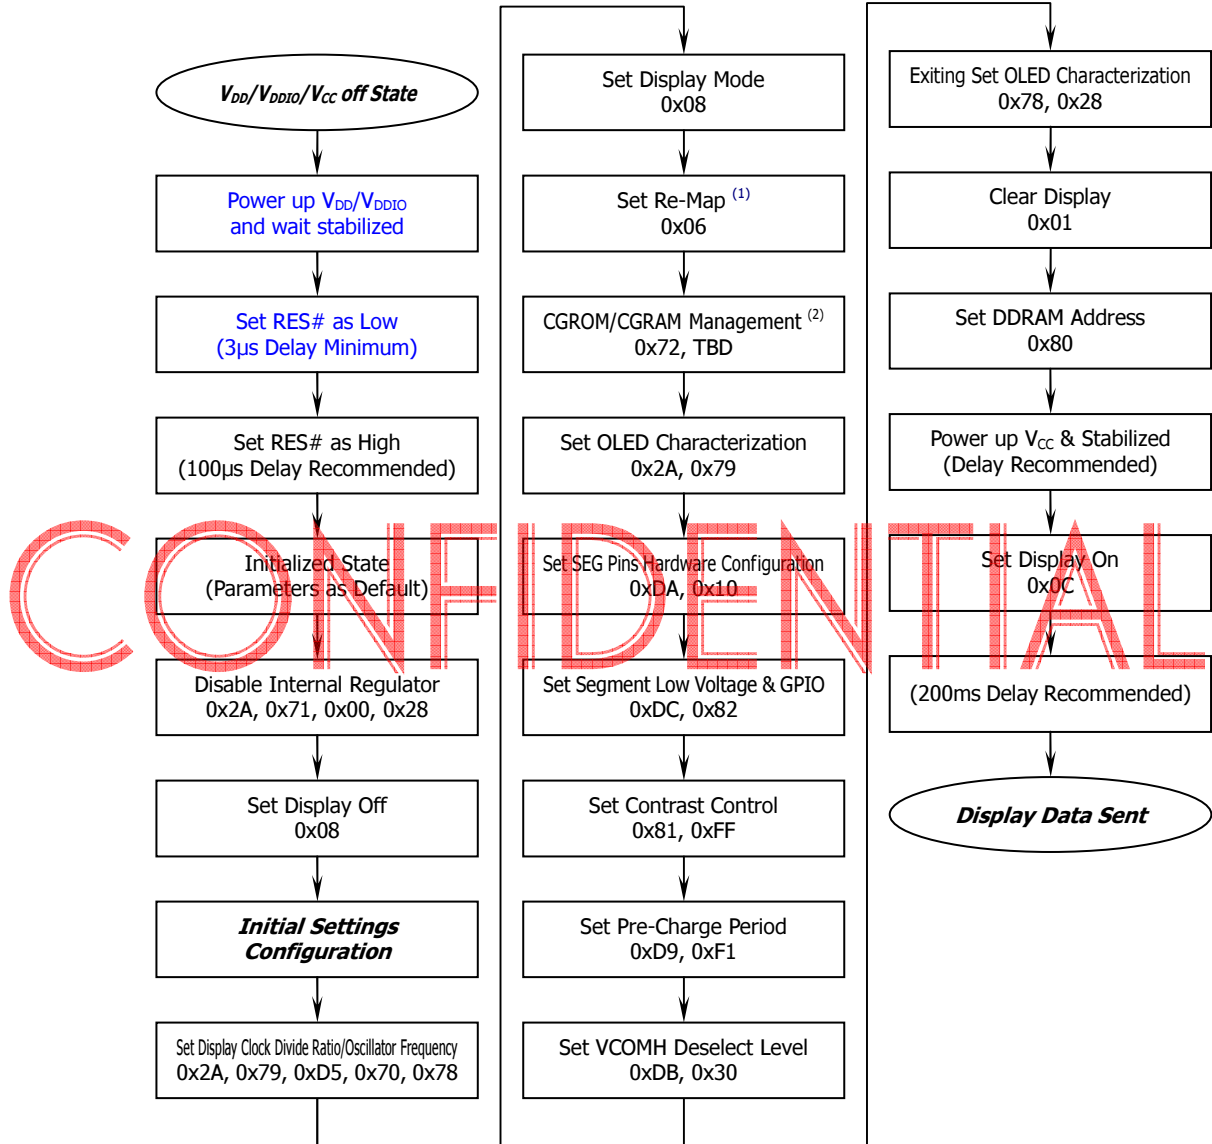 VDD/VDDIO/VCC off State
Power up VDD/VDDIO
and wait stabilized
Set RES# as Low
(3µs Delay Minimum)
Set RES# as High
(100µs Delay Recommended)
Initialized State
(Parameters as Default)
Disable Internal Regulator
0x2A, 0x71, 0x00, 0x28
Set Display Off
0x08
Initial Settings
Configuration
Set Display Clock Divide Ratio/Oscillator Frequency
0x2A, 0x79, 0xD5, 0x70, 0x78
Set Display Mode
0x08
Set Re-Map (1)
0x06
CGROM/CGRAM Management (2)
0x72, TBD
Set OLED Characterization
0x2A, 0x79
Set SEG Pins Hardware Configuration
0xDA, 0x10
Set Segment Low Voltage & GPIO
0xDC, 0x82
Set Contrast Control
0x81, 0xFF
Set Pre-Charge Period
0xD9, 0xF1
Set VCOMH Deselect Level
0xDB, 0x30
Exiting Set OLED Characterization
0x78, 0x28
Clear Display
0x01
Set DDRAM Address
0x80
Power up VCC & Stabilized
(Delay Recommended)
Set Display On
0x0C
(200ms Delay Recommended)
Display Data Sent
CONFIDENTIAL